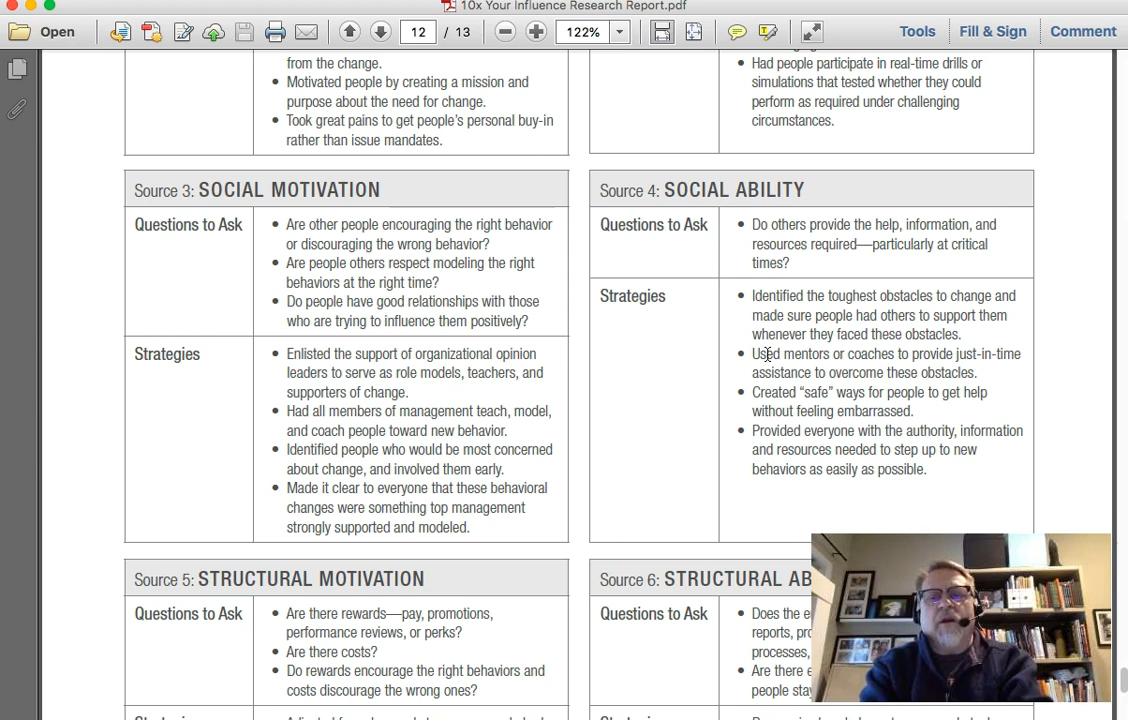 10x Your Influence Research Report.pdf
Open
12 / 13
122%
Tools
Fill & Sign
Comment
from the change.
• Motivated people by creating a mission and
purpose about the need for change.
• Took great pains to get people's personal buy-in
rather than issue mandates.
• Had people participate in real-time drills or
simulations that tested whether they could
perform as required under challenging
circumstances.
Source 3: SOCIAL MOTIVATION
Questions to Ask
• Are other people encouraging the right behavior
or discouraging the wrong behavior?
• Are people others respect modeling the right
behaviors at the right time?
• Do people have good relationships with those
who are trying to influence them positively?
Strategies
• Enlisted the support of organizational opinion
leaders to serve as role models, teachers, and
supporters of change.
• Had all members of management teach, model,
and coach people toward new behavior.
• Identified people who would be most concerned
about change, and involved them early.
• Made it clear to everyone that these behavioral
changes were something top management
strongly supported and modeled.
Source 4: SOCIAL ABILITY
Questions to Ask
• Do others provide the help, information, and
resources required—particularly at critical
times?
Strategies
• Identified the toughest obstacles to change and
made sure people had others to support them
whenever they faced these obstacles.
• Used mentors or coaches to provide just-in-time
assistance to overcome these obstacles.
• Created “safe” ways for people to get help
without feeling embarrassed.
• Provided everyone with the authority, information
and resources needed to step up to new
behaviors as easily as possible.
Source 5: STRUCTURAL MOTIVATION
Questions to Ask
• Are there rewards—pay, promotions,
performance reviews, or perks?
• Are there costs?
• Do rewards encourage the right behaviors and
costs discourage the wrong ones?
Source 6: STRUCTURAL AB
Questions to Ask
• Does the
reports,
processes,
• Are there
people